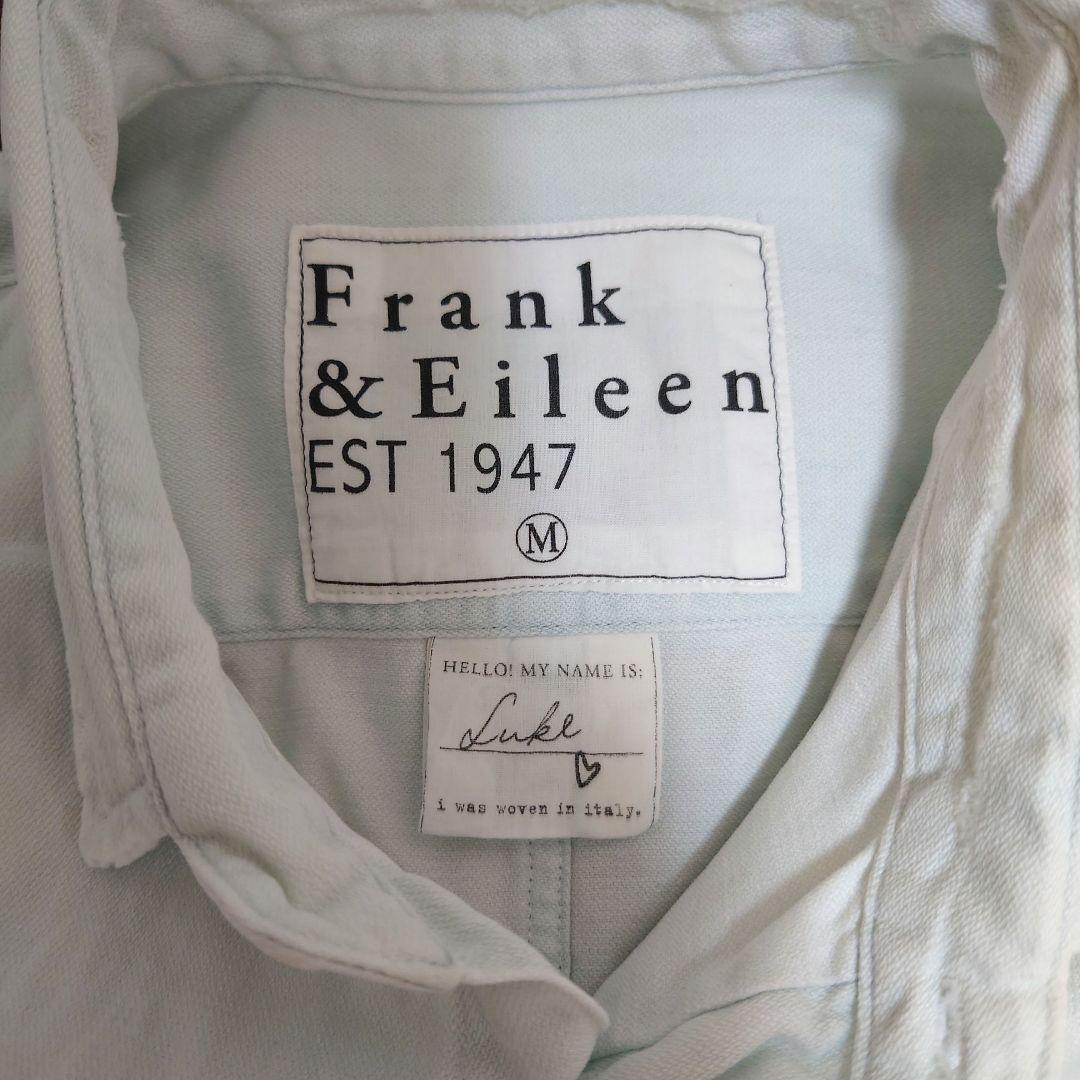 Frank
& Eileen
EST 1947
M
HELLO! MY NAME IS:
Luke
i was woven in italy.